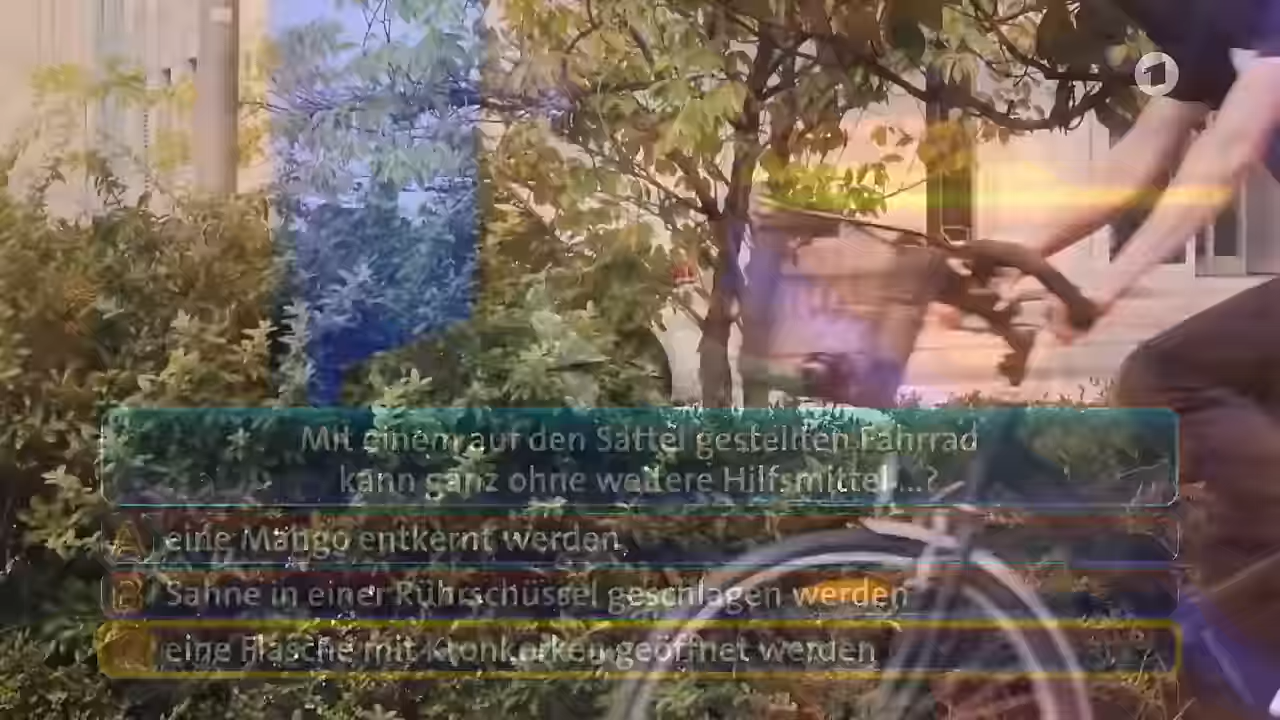 1
Mit einem auf den Sattel gestellten Fahrrad
kann ganz ohne weitere Hilfsmittel ...?
A eine Mango entkernt werden
B Sahne in einer Rührschüssel geschlagen werden
eine Flasche mit Kronkorken geöffnet werden